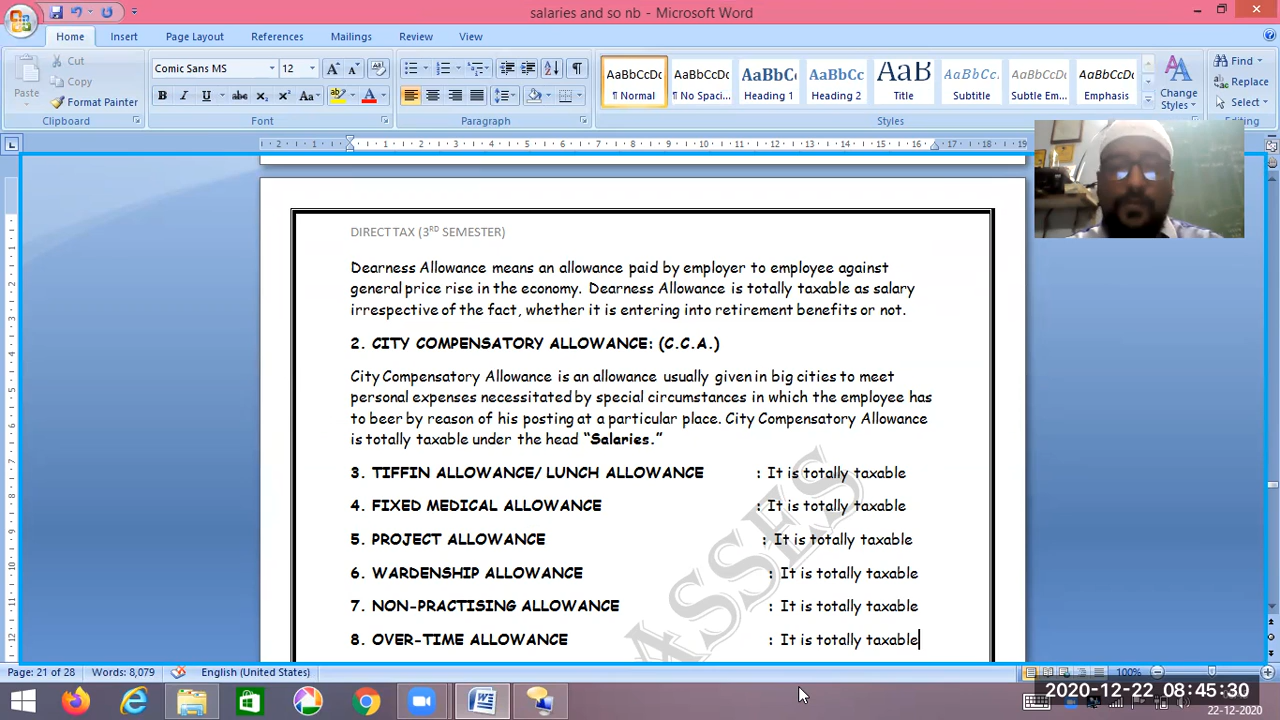 salaries and so nb - Microsoft Word
Home Insert Page Layout References Mailings Review View
Cut
Copy
Paste
Format Painter
Clipboard
Comic Sans MS 12
Font
Paragraph
AaBbCcDc AaBbCcDc AaBbC AaBbCc AaB AaBbCc. AaBbCcDc AaBbCcDc
¶ Normal ¶ No Spaci... Heading 1 Heading 2 Title Subtitle Subtle Em... Emphasis
Change Styles
Styles
Find
Replace
Select
Editing
DIRECT TAX (3RD SEMESTER)
Dearness Allowance means an allowance paid by employer to employee against
general price rise in the economy. Dearness Allowance is totally taxable as salary
irrespective of the fact, whether it is entering into retirement benefits or not.
2. CITY COMPENSATORY ALLOWANCE: (C.C.A.)
City Compensatory Allowance is an allowance usually given in big cities to meet
personal expenses necessitated by special circumstances in which the employee has
to beer by reason of his posting at a particular place. City Compensatory Allowance
is totally taxable under the head “Salaries.”
3. TIFFIN ALLOWANCE/ LUNCH ALLOWANCE : It is totally taxable
4. FIXED MEDICAL ALLOWANCE : It is totally taxable
5. PROJECT ALLOWANCE : It is totally taxable
6. WARDENSHIP ALLOWANCE : It is totally taxable
7. NON-PRACTISING ALLOWANCE : It is totally taxable
8. OVER-TIME ALLOWANCE : It is totally taxable
ASSES
Page: 21 of 28 Words: 8,079 English (United States) 100%
2020-12-22 08:45:30
22-12-2020